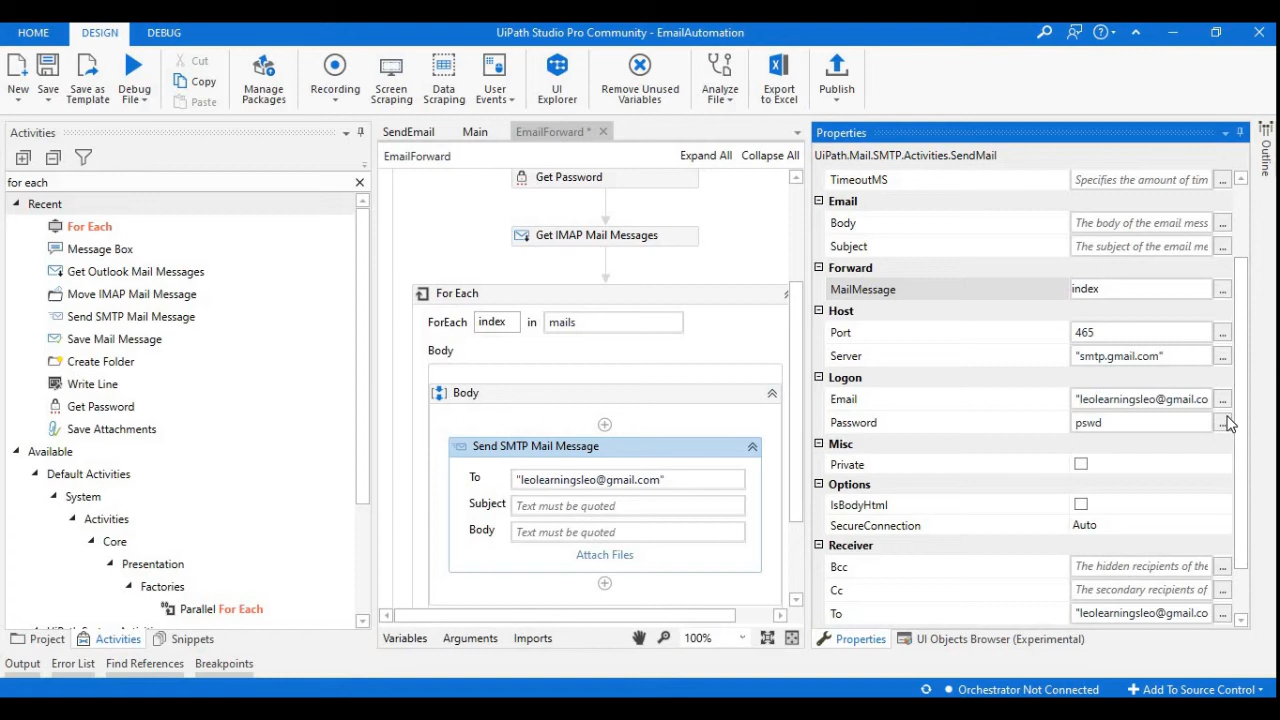 HOME DESIGN DEBUG UiPath Studio Pro Community - EmailAutomation
New Save Save as Template Debug File Cut Copy Paste Manage Packages Recording Screen Scraping Data Scraping User Events UI Explorer Remove Unused Variables Analyze File Export to Excel Publish
Activities
for each
Recent
For Each
Message Box
Get Outlook Mail Messages
Move IMAP Mail Message
Send SMTP Mail Message
Save Mail Message
Create Folder
Write Line
Get Password
Save Attachments
Available
Default Activities
System
Activities
Core
Presentation
Factories
Parallel For Each
Project Activities Snippets
SendEmail Main EmailForward *
EmailForward Expand All Collapse All
Get Password
Get IMAP Mail Messages
For Each
ForEach index in mails
Body
Body
Send SMTP Mail Message
To "leolearningsleo@gmail.com"
Subject Text must be quoted
Body Text must be quoted
Attach Files
Variables Arguments Imports 100%
Properties
UiPath.Mail.SMTP.Activities.SendMail
TimeoutMS Specifies the amount of tim ...
Email
Body The body of the email mess ...
Subject The subject of the email me ...
Forward
MailMessage index ...
Host
Port 465 ...
Server "smtp.gmail.com" ...
Logon
Email "leolearningsleo@gmail.co ...
Password pswd ...
Misc
Private
Options
IsBodyHtml
SecureConnection Auto
Receiver
Bcc The hidden recipients of the ...
Cc The secondary recipients of ...
To "leolearningsleo@gmail.co ...
Properties UI Objects Browser (Experimental)
Outline
Output Error List Find References Breakpoints
Orchestrator Not Connected Add To Source Control